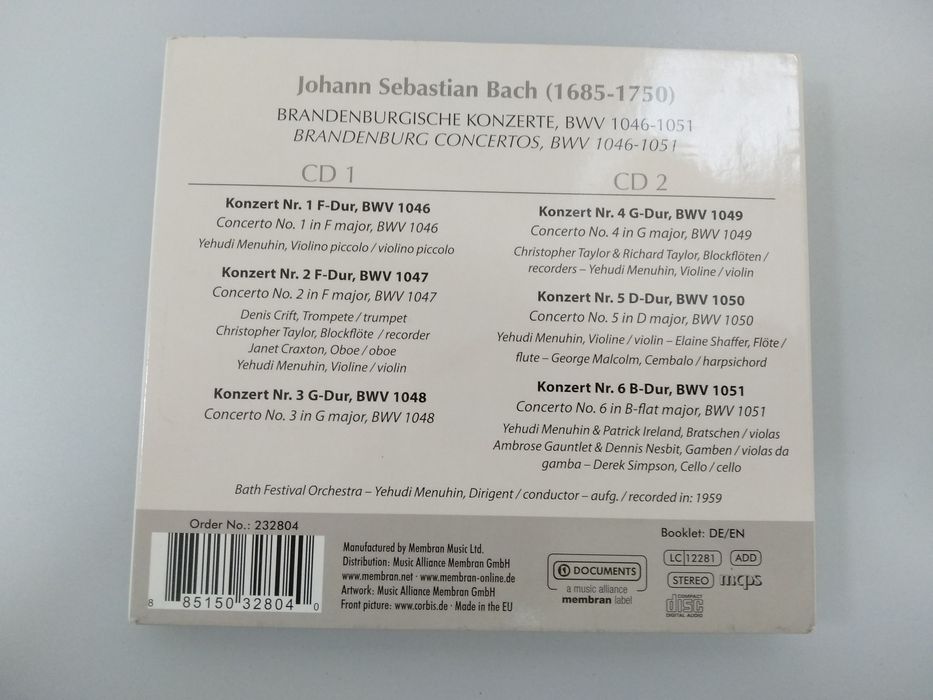 Johann Sebastian Bach (1685-1750)
BRANDENBURGISCHE KONZERTE, BWV 1046-1051
BRANDENBURG CONCERTOS, BWV 1046-1051
CD 1
Konzert Nr. 1 F-Dur, BWV 1046
Concerto No. 1 in F major, BWV 1046
Yehudi Menuhin, Violino piccolo / violino piccolo
Konzert Nr. 2 F-Dur, BWV 1047
Concerto No. 2 in F major, BWV 1047
Denis Crift, Trompete / trumpet
Christopher Taylor, Blockflöte / recorder
Janet Craxton, Oboe / oboe
Yehudi Menuhin, Violine / violin
Konzert Nr. 3 G-Dur, BWV 1048
Concerto No. 3 in G major, BWV 1048
CD 2
Konzert Nr. 4 G-Dur, BWV 1049
Concerto No. 4 in G major, BWV 1049
Christopher Taylor & Richard Taylor, Blockflöten /
recorders – Yehudi Menuhin, Violine / violin
Konzert Nr. 5 D-Dur, BWV 1050
Concerto No. 5 in D major, BWV 1050
Yehudi Menuhin, Violine / violin – Elaine Shaffer, Flöte /
flute – George Malcolm, Cembalo / harpsichord
Konzert Nr. 6 B-Dur, BWV 1051
Concerto No. 6 in B-flat major, BWV 1051
Yehudi Menuhin & Patrick Ireland, Bratschen / violas
Ambrose Gauntlet & Dennis Nesbit, Gamben / violas da
gamba – Derek Simpson, Cello / cello
Bath Festival Orchestra – Yehudi Menuhin, Dirigent / conductor – aufg. / recorded in: 1959
Order No.: 232804
8 85150 32804 0
Manufactured by Membran Music Ltd.
Distribution: Music Alliance Membran GmbH
www.membran.net · www.membran-online.de
Artwork: Music Alliance Membran GmbH
Front picture: www.corbis.de · Made in the EU
DOCUMENTS
a music alliance
membran label
Booklet: DE/EN
LC 12281 ADD
STEREO mcps
COMPACT
disc
DIGITAL AUDIO